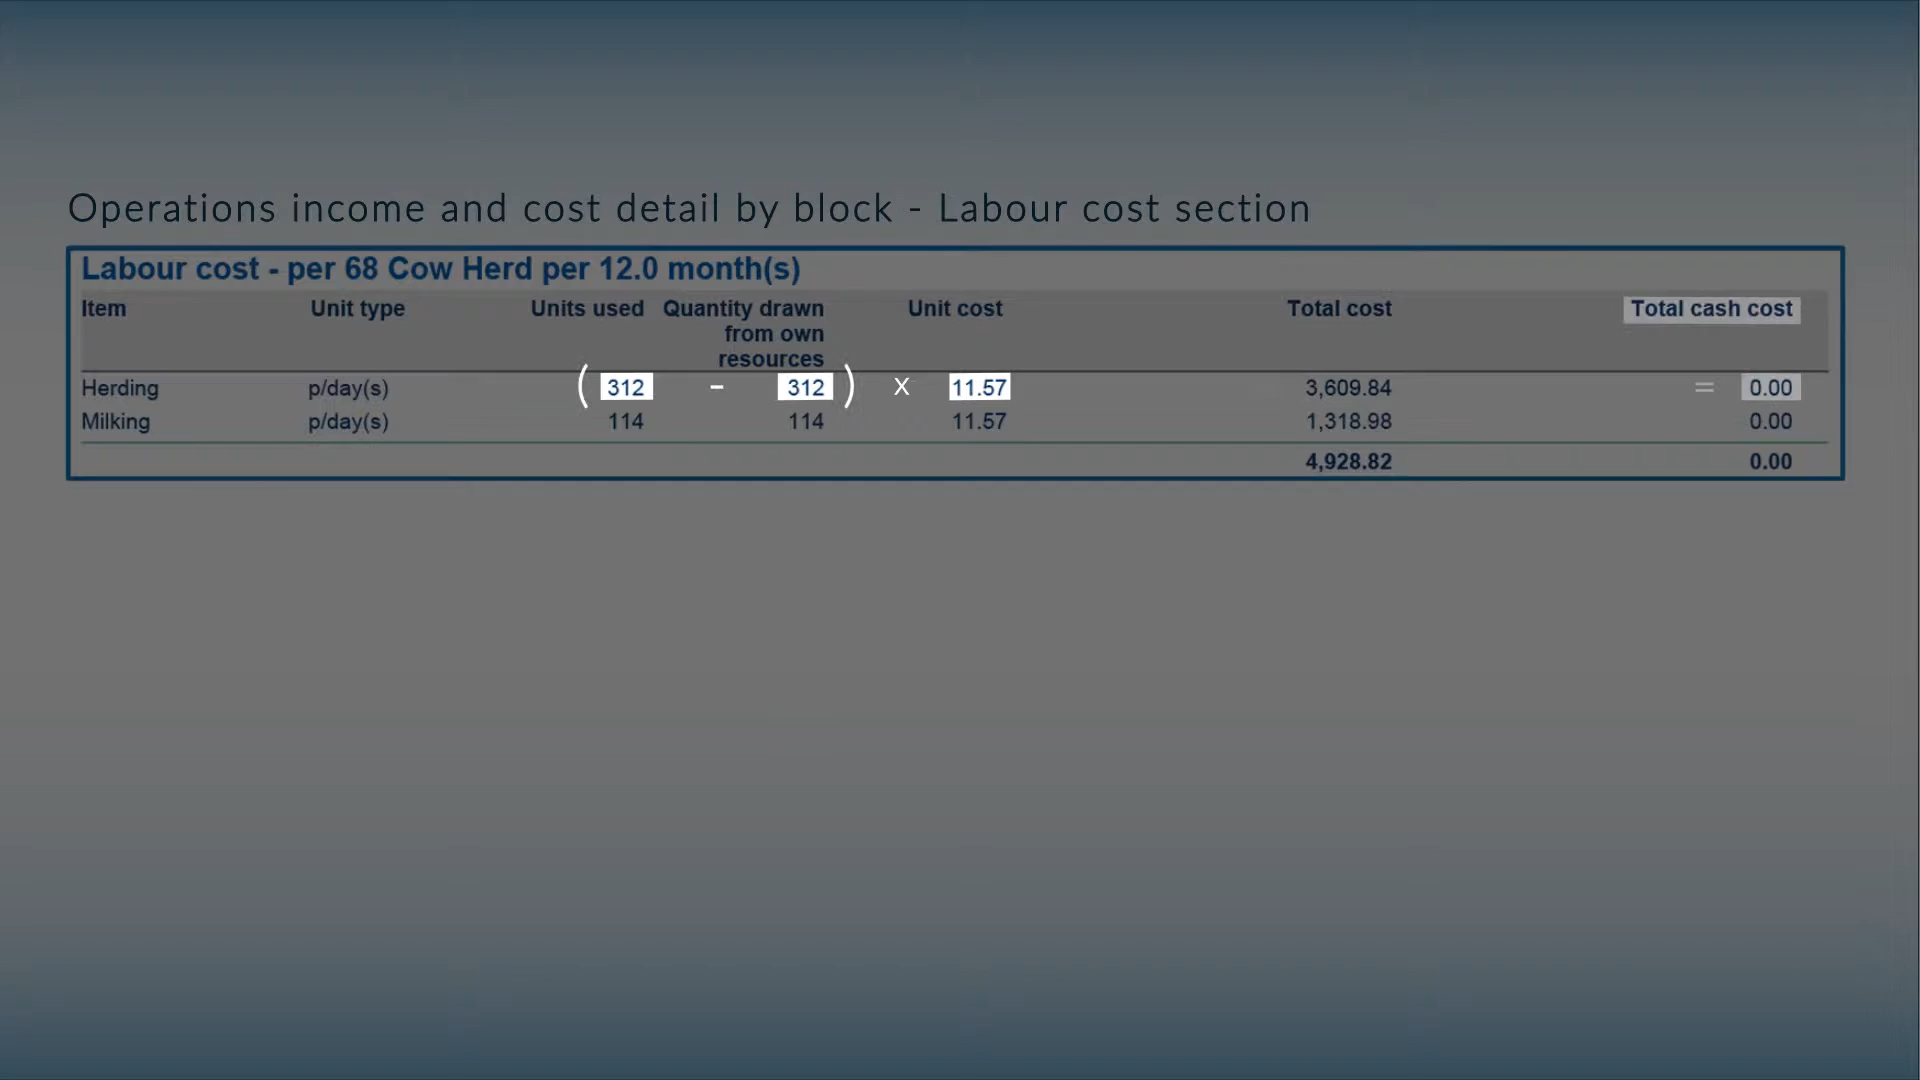 Operations income and cost detail by block - Labour cost section
Labour cost - per 68 Cow Herd per 12.0 month(s)
Item Unit type Units used Quantity drawn from own resources Unit cost Total cost Total cash cost
Herding p/day(s) ( 312 - 312 ) x 11.57 3,609.84 = 0.00
Milking p/day(s) 114 114 11.57 1,318.98 0.00
4,928.82 0.00